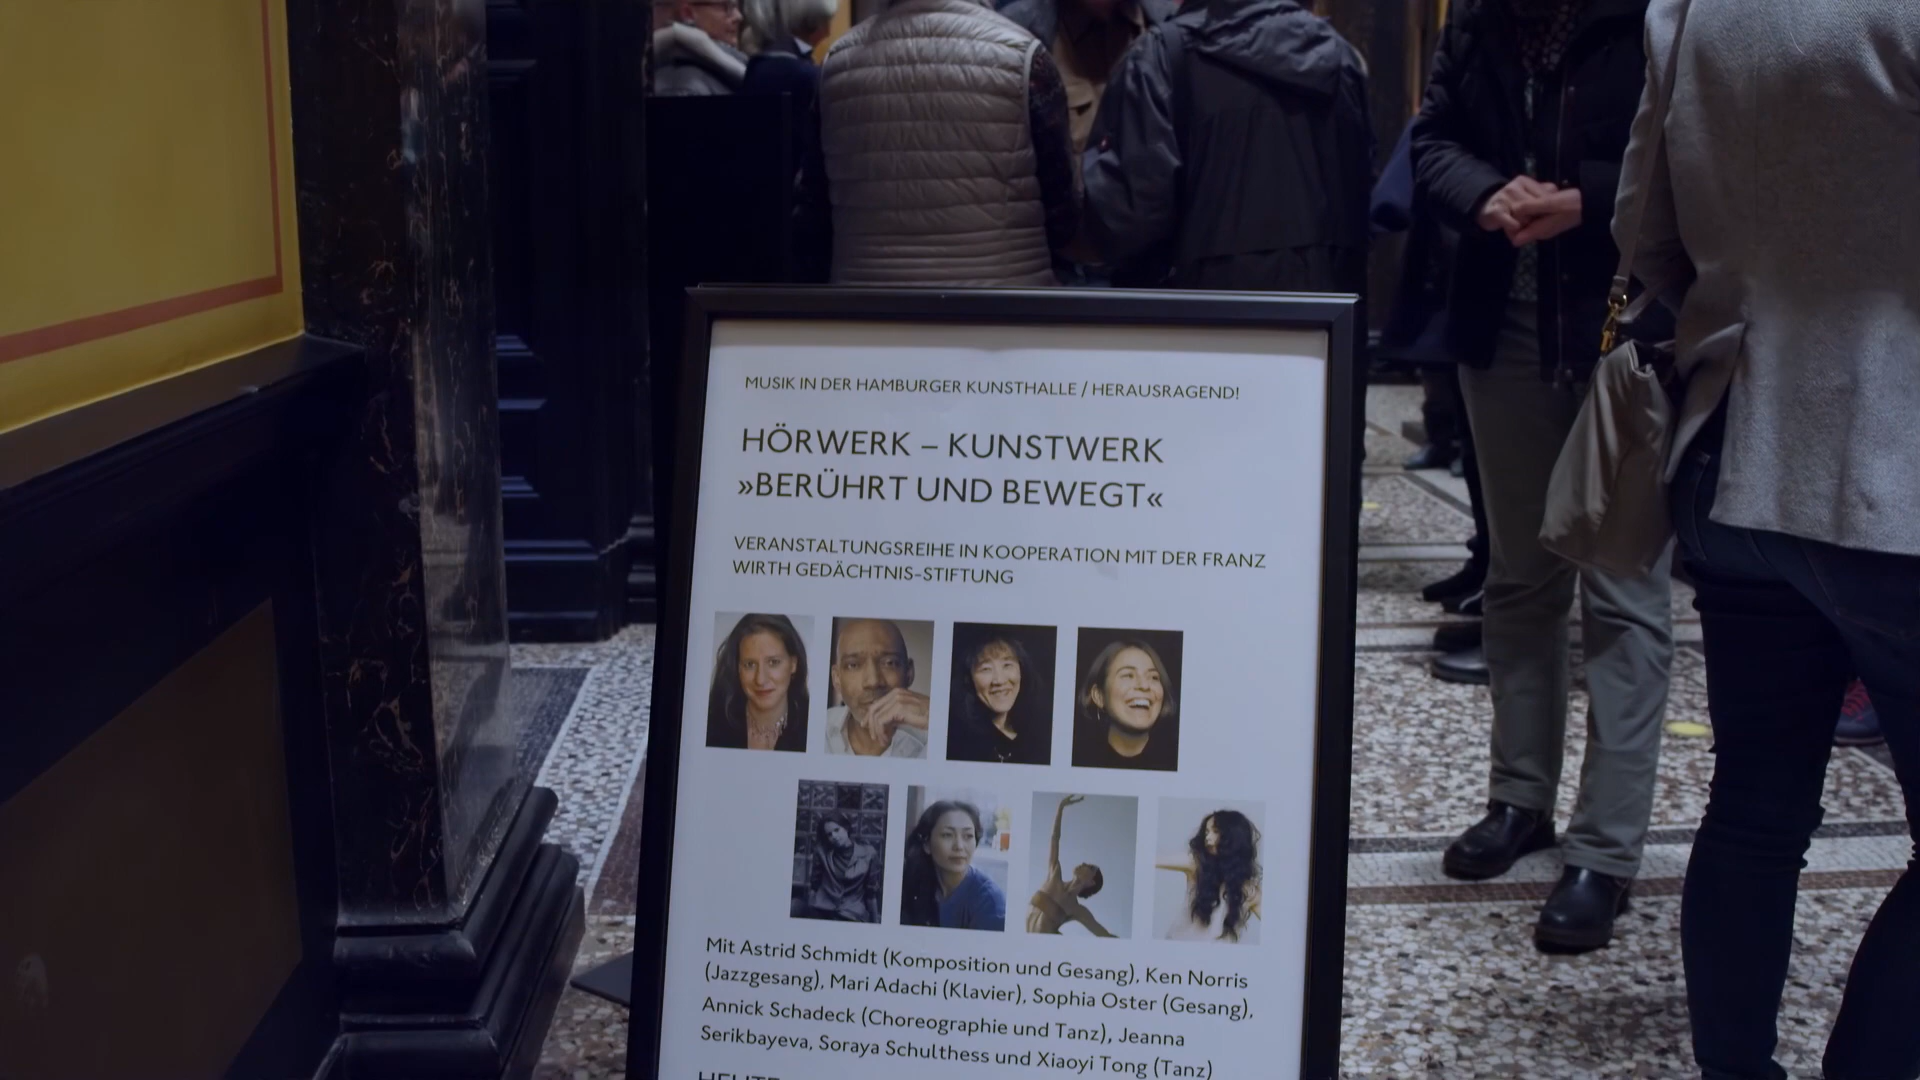 MUSIK IN DER HAMBURGER KUNSTHALLE / HERAUSRAGEND!
HÖRWERK – KUNSTWERK
»BERÜHRT UND BEWEGT«
VERANSTALTUNGSREIHE IN KOOPERATION MIT DER FRANZ
WIRTH GEDÄCHTNIS-STIFTUNG
Mit Astrid Schmidt (Komposition und Gesang), Ken Norris
(Jazzgesang), Mari Adachi (Klavier), Sophia Oster (Gesang),
Annick Schadeck (Choreographie und Tanz), Jeanna
Serikbayeva, Soraya Schulthess und Xiaoyi Tong (Tanz)